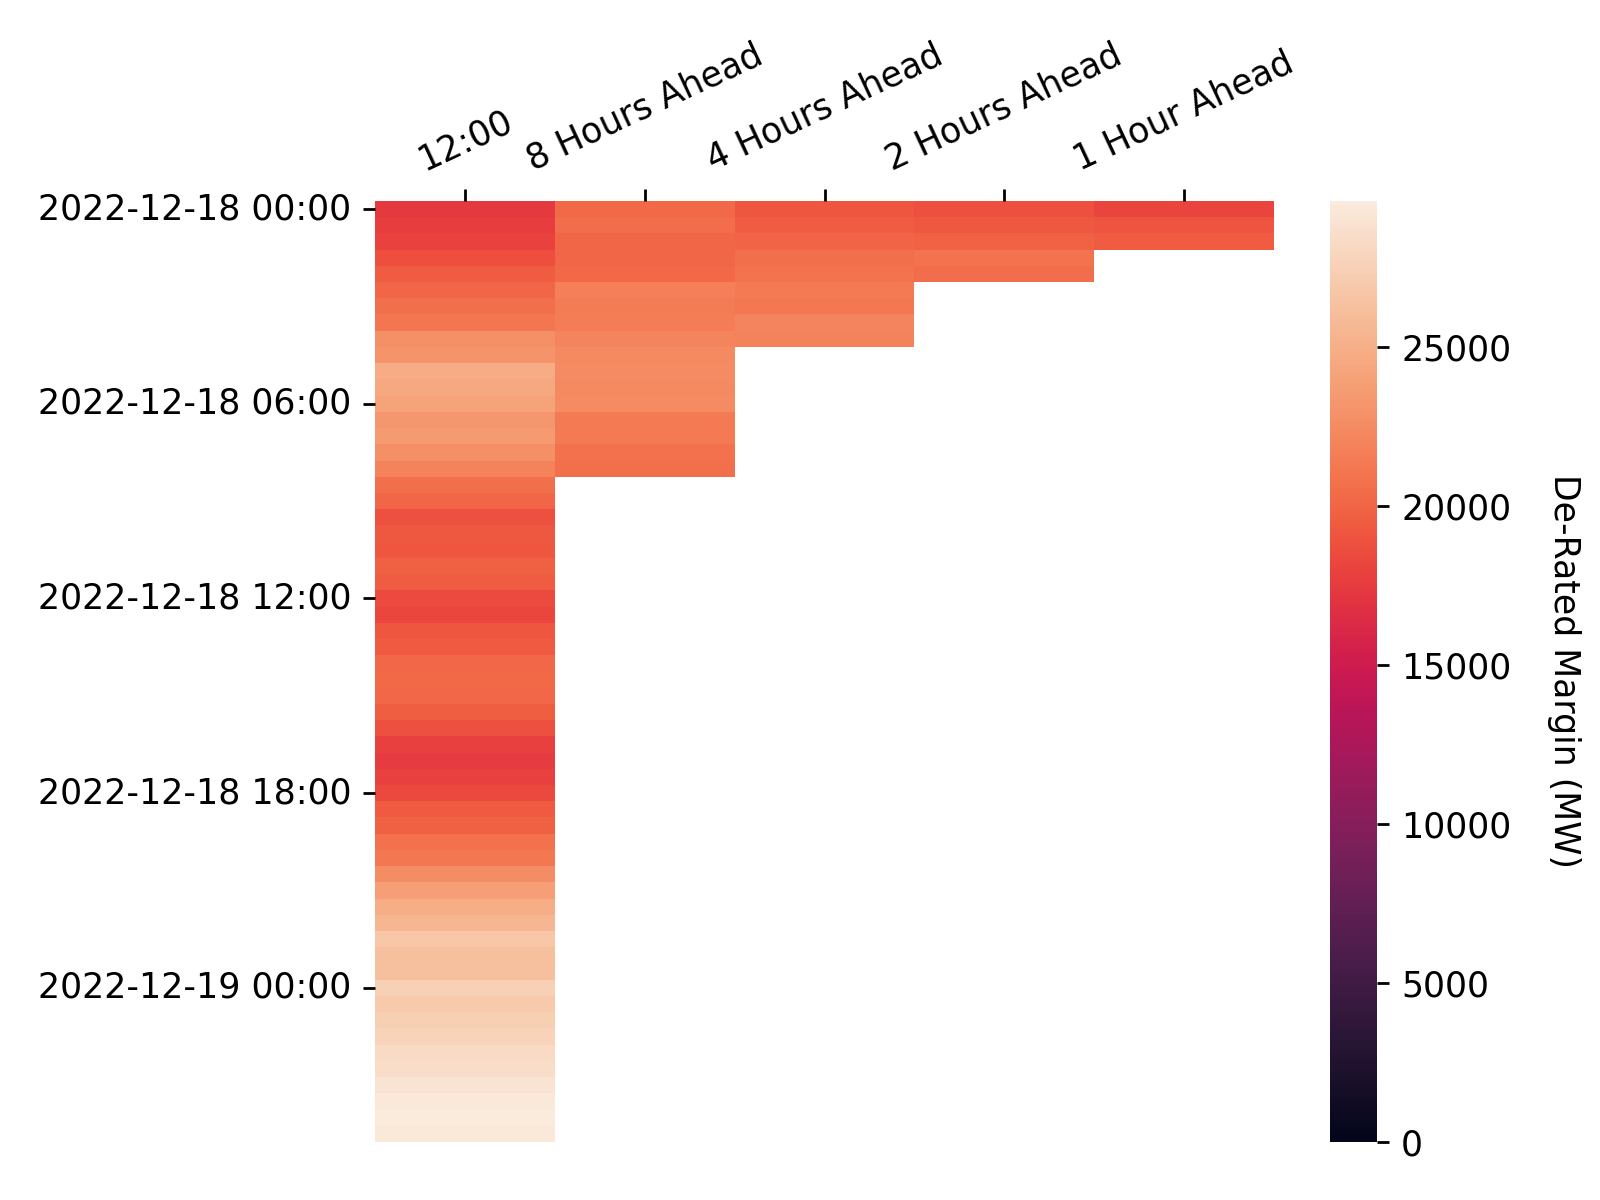 12:00
8 Hours Ahead
4 Hours Ahead
2 Hours Ahead
1 Hour Ahead
2022-12-18 00:00
2022-12-18 06:00
2022-12-18 12:00
2022-12-18 18:00
2022-12-19 00:00
25000
20000
15000
10000
5000
0
De-Rated Margin (MW)